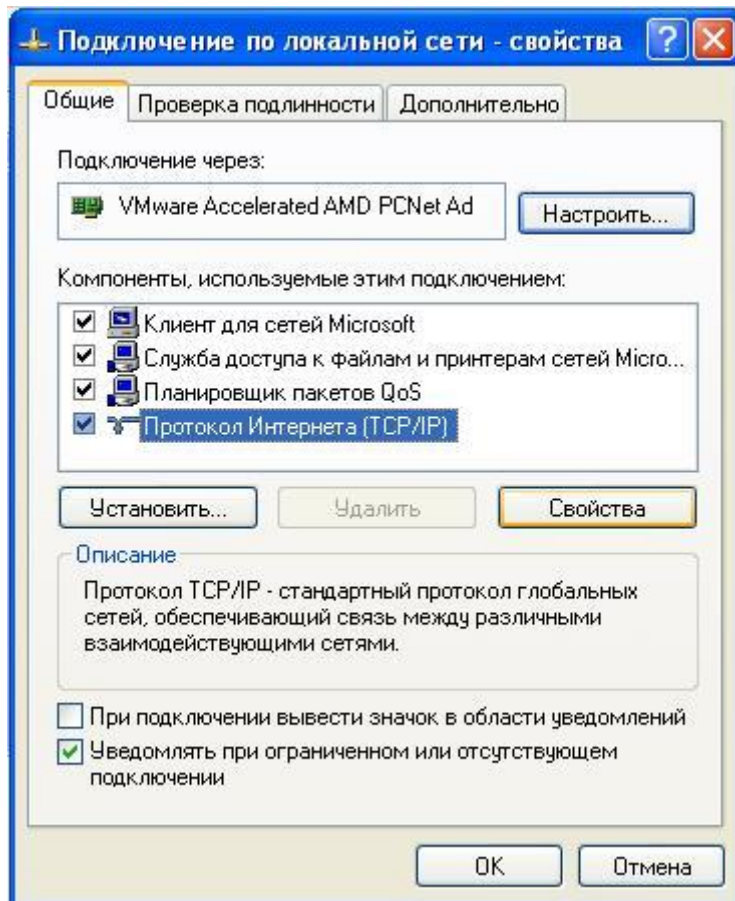 Подключение по локальной сети - свойства
Общие
Проверка подлинности
Дополнительно
Подключение через:
VMware Accelerated AMD PCNet Ad
Настроить...
Компоненты, используемые этим подключением:
Клиент для сетей Microsoft
Служба доступа к файлам и принтерам сетей Micro...
Планировщик пакетов QoS
Протокол Интернета (TCP/IP)
Установить...
Удалить
Свойства
Описание
Протокол TCP/IP - стандартный протокол глобальных
сетей, обеспечивающий связь между различными
взаимодействующими сетями.
При подключении вывести значок в области уведомлений
Уведомлять при ограниченном или отсутствующем
подключении
OK
Отмена